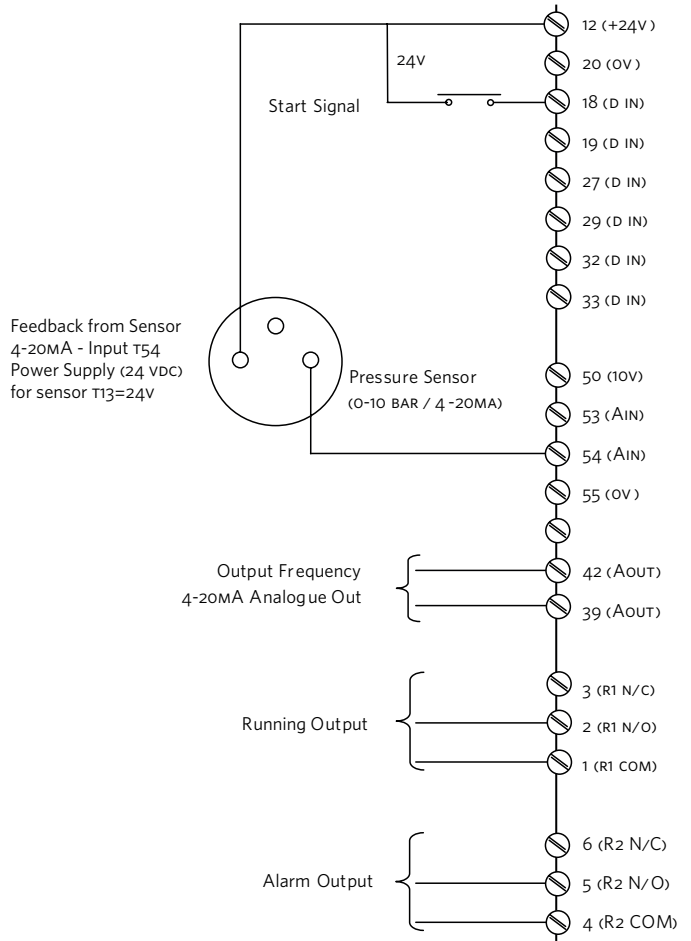 12 (+24V)
24V
20 (0V)
Start Signal
18 (D IN)
19 (D IN)
27 (D IN)
29 (D IN)
32 (D IN)
33 (D IN)
Feedback from Sensor
4-20MA - Input T54
Power Supply (24 VDC)
for sensor T13=24V
Pressure Sensor
(0-10 BAR / 4-20MA)
50 (10V)
53 (AIN)
54 (AIN)
55 (0V)
Output Frequency
4-20MA Analogue Out
42 (AOUT)
39 (AOUT)
Running Output
3 (R1 N/C)
2 (R1 N/O)
1 (R1 COM)
Alarm Output
6 (R2 N/C)
5 (R2 N/O)
4 (R2 COM)